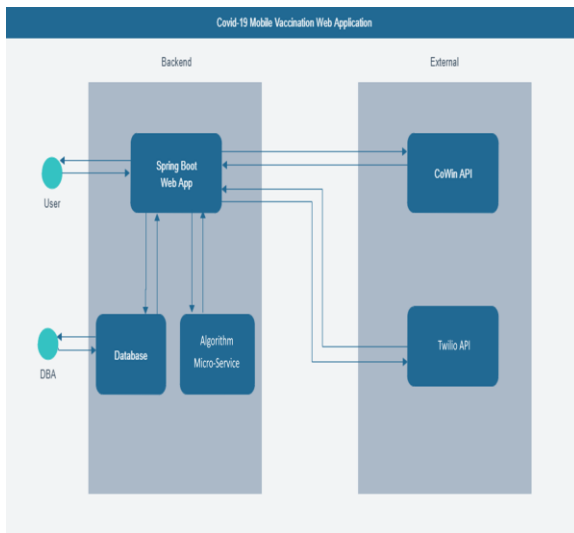 Covid-19 Mobile Vaccination Web Application
Backend
External
Spring Boot
Web App
CoWin API
User
Database
Algorithm
Micro-Service
Twilio API
DBA